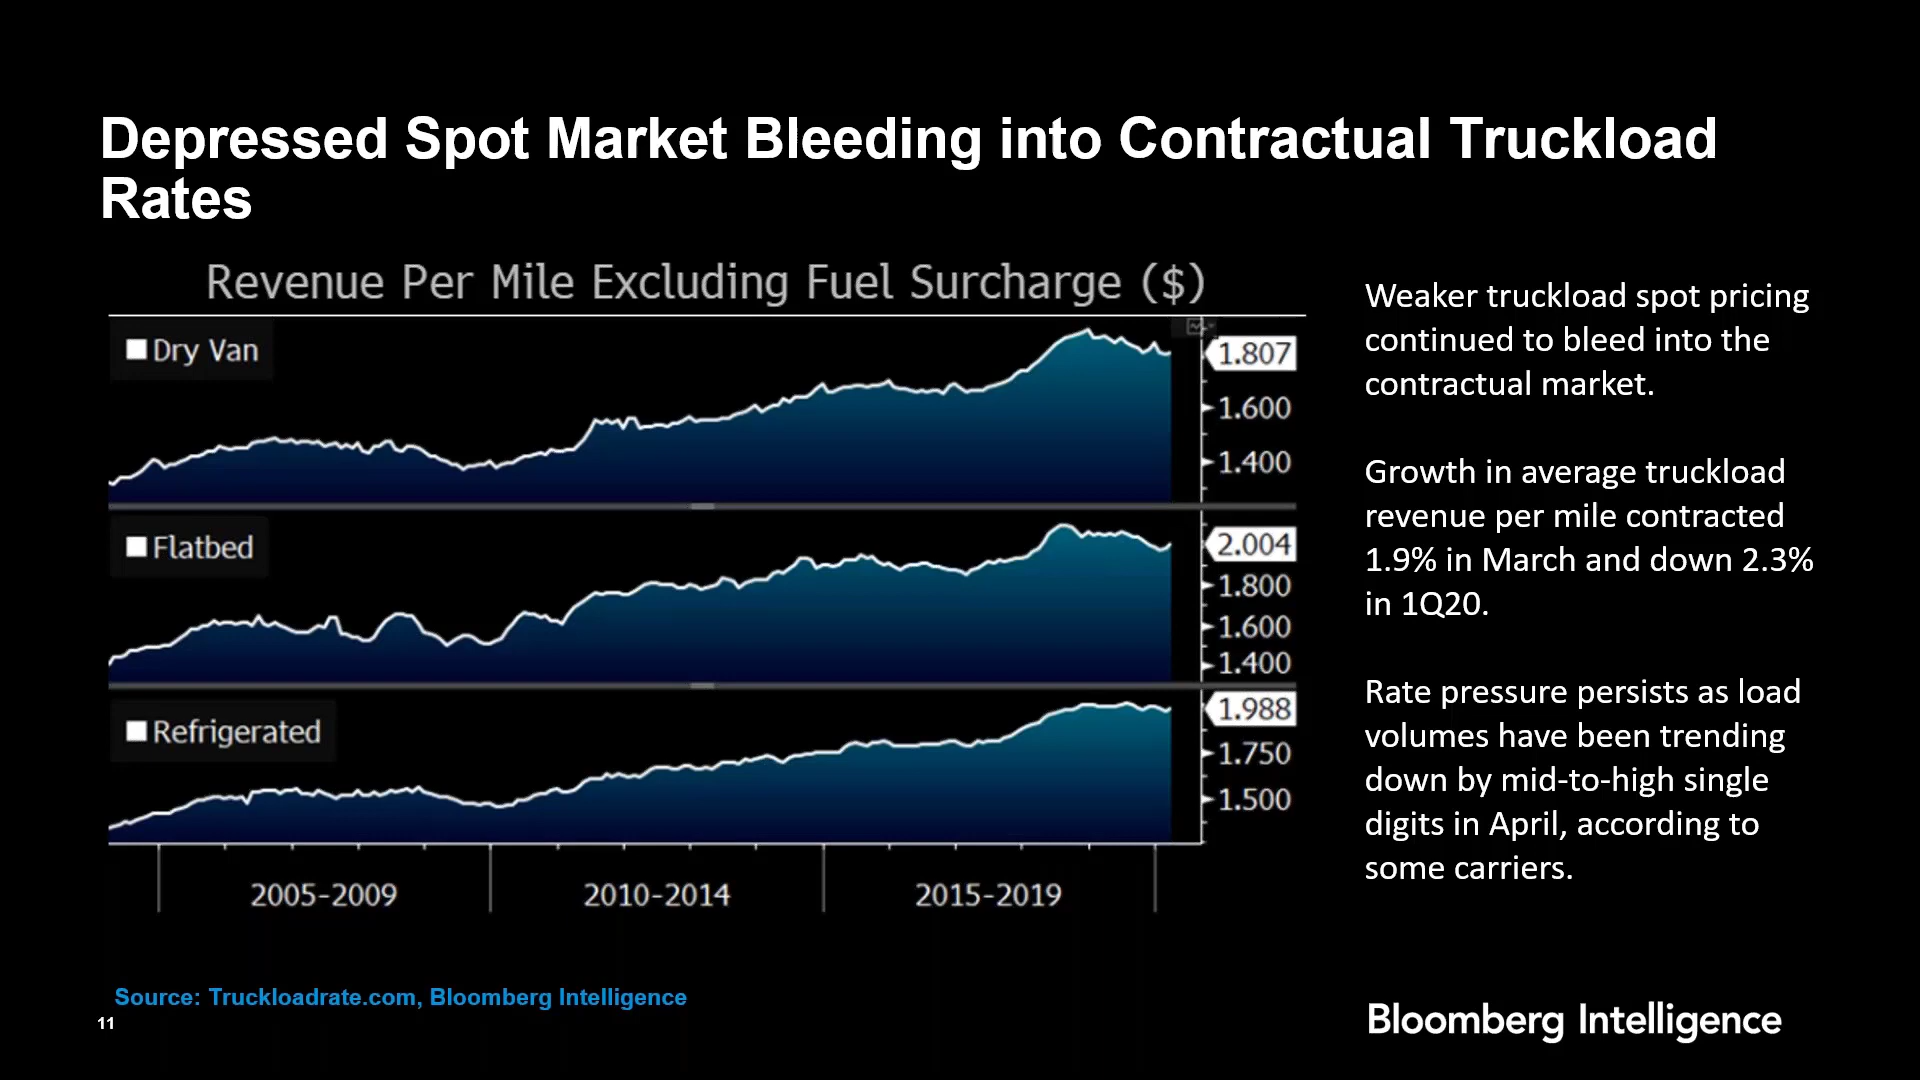 Depressed Spot Market Bleeding into Contractual Truckload
Rates
Revenue Per Mile Excluding Fuel Surcharge ($)
Dry Van
1.807
1.600
1.400
Flatbed
2.004
1.800
1.600
1.400
Refrigerated
1.988
1.750
1.500
2005-2009
2010-2014
2015-2019
Weaker truckload spot pricing
continued to bleed into the
contractual market.
Growth in average truckload
revenue per mile contracted
1.9% in March and down 2.3%
in 1Q20.
Rate pressure persists as load
volumes have been trending
down by mid-to-high single
digits in April, according to
some carriers.
Source: Truckloadrate.com, Bloomberg Intelligence
11
Bloomberg Intelligence